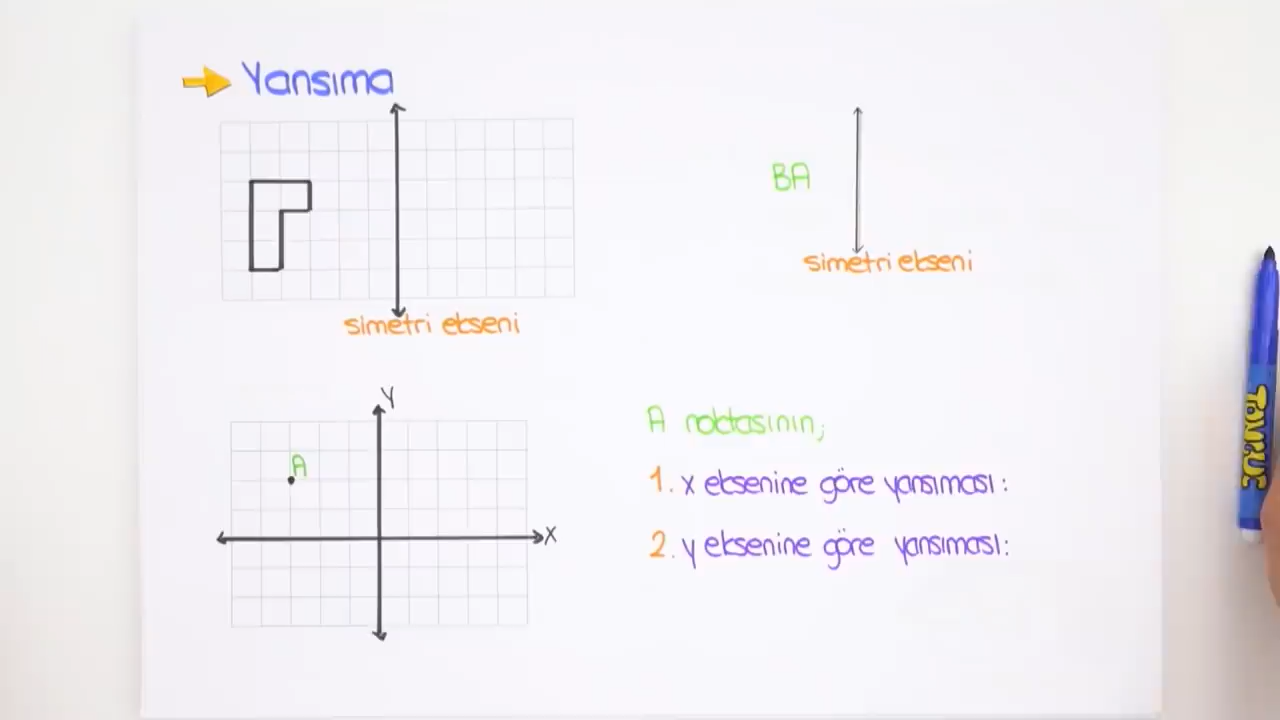 Yansıma
BA
simetri ekseni
simetri ekseni
Y
A
X
A noktasının;
1. x eksenine göre yansıması:
2. y eksenine göre yansıması: